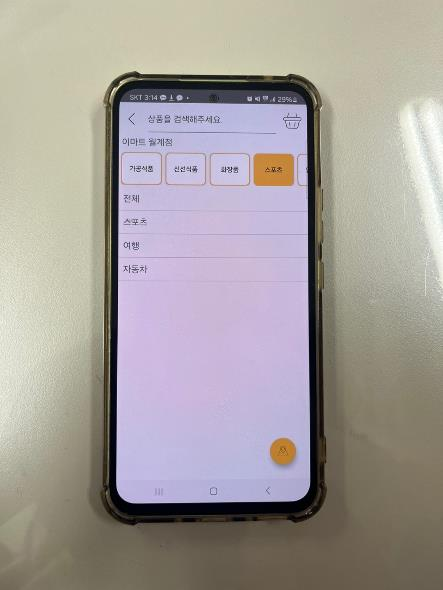 SKT 3:14 29%
상품을 검색해주세요
이마트 월계점
가공식품 신선식품 화장품 스포츠
전체
스포츠
여행
자동차